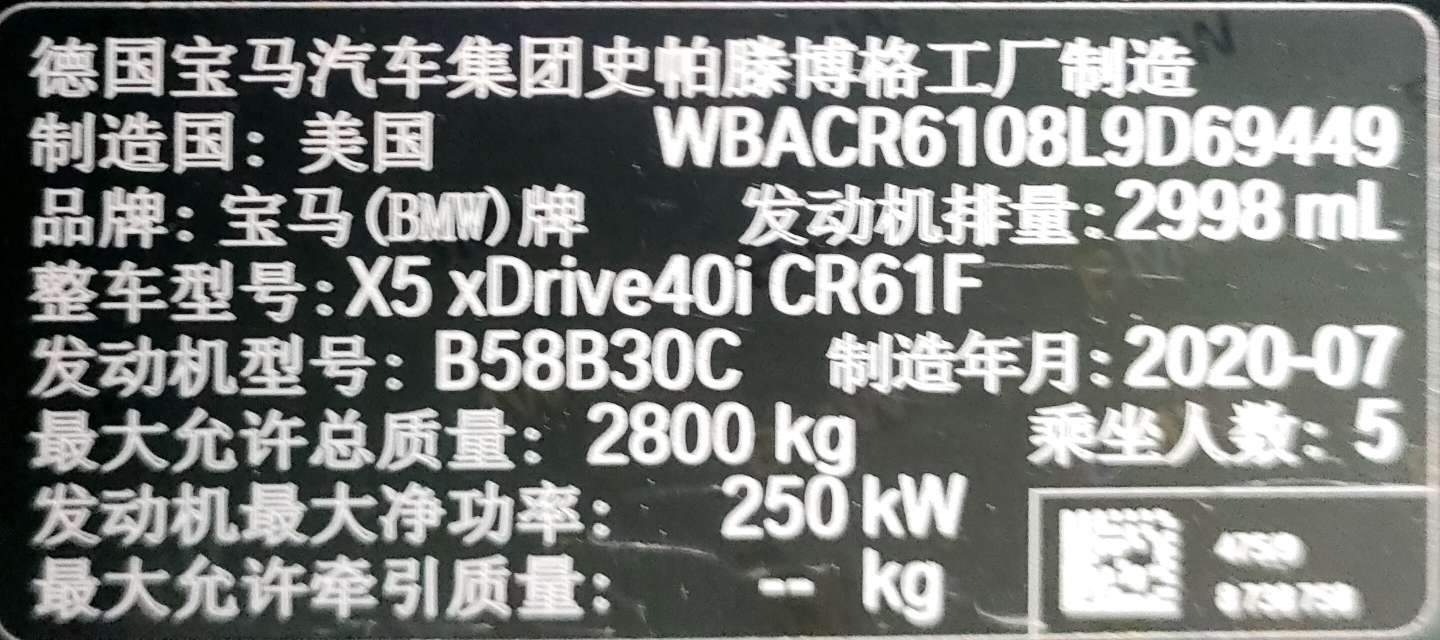 德国宝马汽车集团史帕滕博格工厂制造
制造国：美国 WBACR6108L9D69449
品牌：宝马(BMW)牌 发动机排量:2998 mL
整车型号:X5 xDrive40i CR61F
发动机型号：B58B30C 制造年月:2020-07
最大允许总质量：2800 kg 乘坐人数：5
发动机最大净功率：250 kW
最大允许牵引质量：-- kg